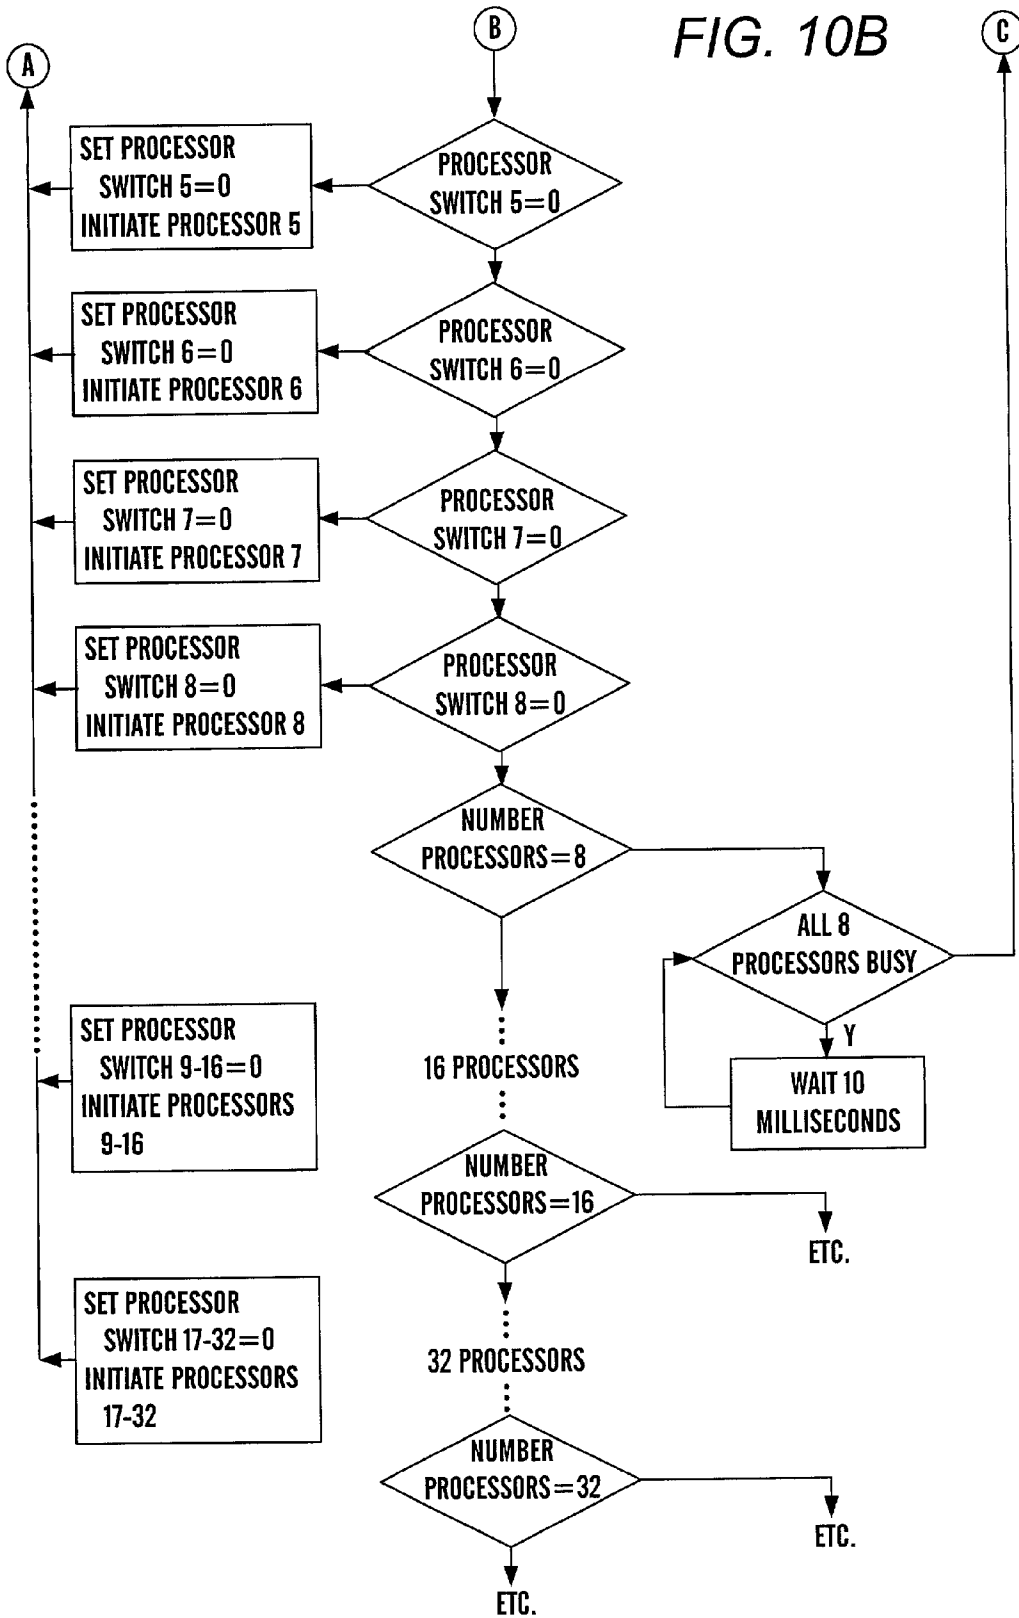 FIG. 10B
A
B
C
SET PROCESSOR
SWITCH 5=0
INITIATE PROCESSOR 5
PROCESSOR
SWITCH 5=0
SET PROCESSOR
SWITCH 6=0
INITIATE PROCESSOR 6
PROCESSOR
SWITCH 6=0
SET PROCESSOR
SWITCH 7=0
INITIATE PROCESSOR 7
PROCESSOR
SWITCH 7=0
SET PROCESSOR
SWITCH 8=0
INITIATE PROCESSOR 8
PROCESSOR
SWITCH 8=0
NUMBER
PROCESSORS=8
ALL 8
PROCESSORS BUSY
Y
WAIT 10
MILLISECONDS
SET PROCESSOR
SWITCH 9-16=0
INITIATE PROCESSORS
9-16
16 PROCESSORS
NUMBER
PROCESSORS=16
ETC.
SET PROCESSOR
SWITCH 17-32=0
INITIATE PROCESSORS
17-32
32 PROCESSORS
NUMBER
PROCESSORS=32
ETC.
ETC.